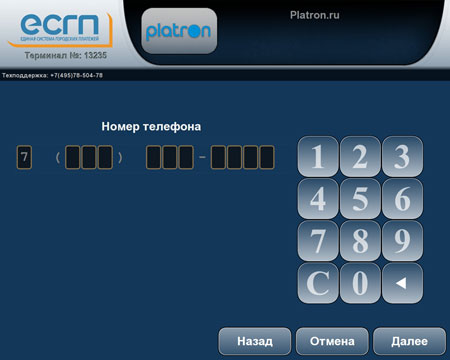 есгп
ЕДИНАЯ СИСТЕМА ГОРОДСКИХ ПЛАТЕЖЕЙ
Терминал №: 13235
platron
Platron.ru
Техподдержка: +7(495)78-504-78
Номер телефона
7 ( ) -
1 2 3
4 5 6
7 8 9
C 0 ◄
Назад Отмена Далее